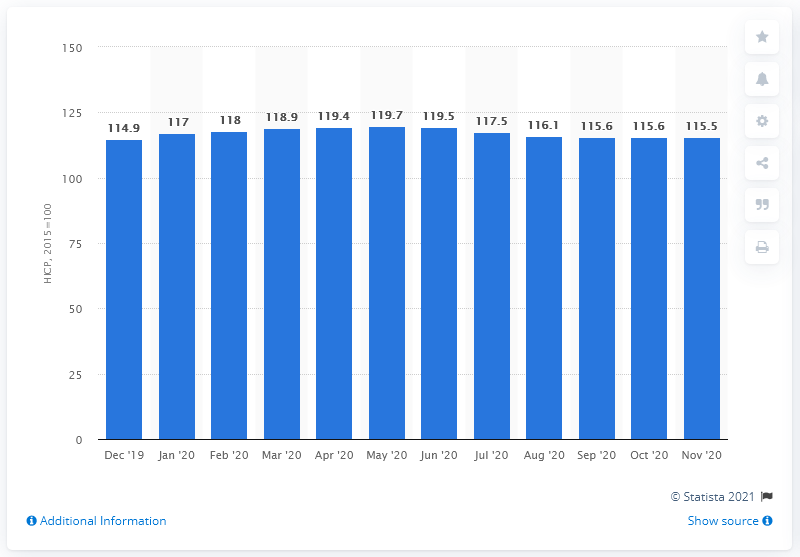 150
125
100
75
50
25
0
HICP, 2015=100
114.9 117 118 118.9 119.4 119.7 119.5 117.5 116.1 115.6 115.6 115.5
Dec '19 Jan '20 Feb '20 Mar '20 Apr '20 May '20 Jun '20 Jul '20 Aug '20 Sep '20 Oct '20 Nov '20
© Statista 2021
Additional Information Show source